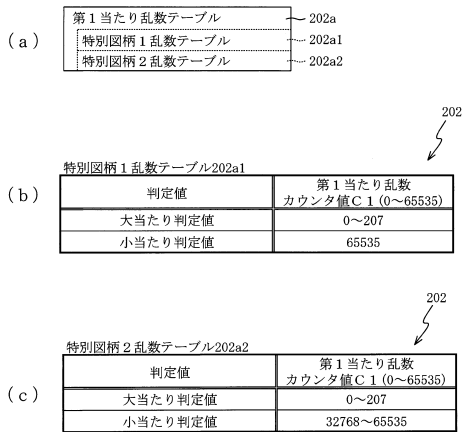 (a)
第1当たり乱数テーブル 202a
特別図柄1乱数テーブル 202a1
特別図柄2乱数テーブル 202a2
202
(b)
特別図柄1乱数テーブル202a1
判定値 第1当たり乱数
カウンタ値C1(0～65535)
大当たり判定値 0～207
小当たり判定値 65535
202
(c)
特別図柄2乱数テーブル202a2
判定値 第1当たり乱数
カウンタ値C1(0～65535)
大当たり判定値 0～207
小当たり判定値 32768～65535